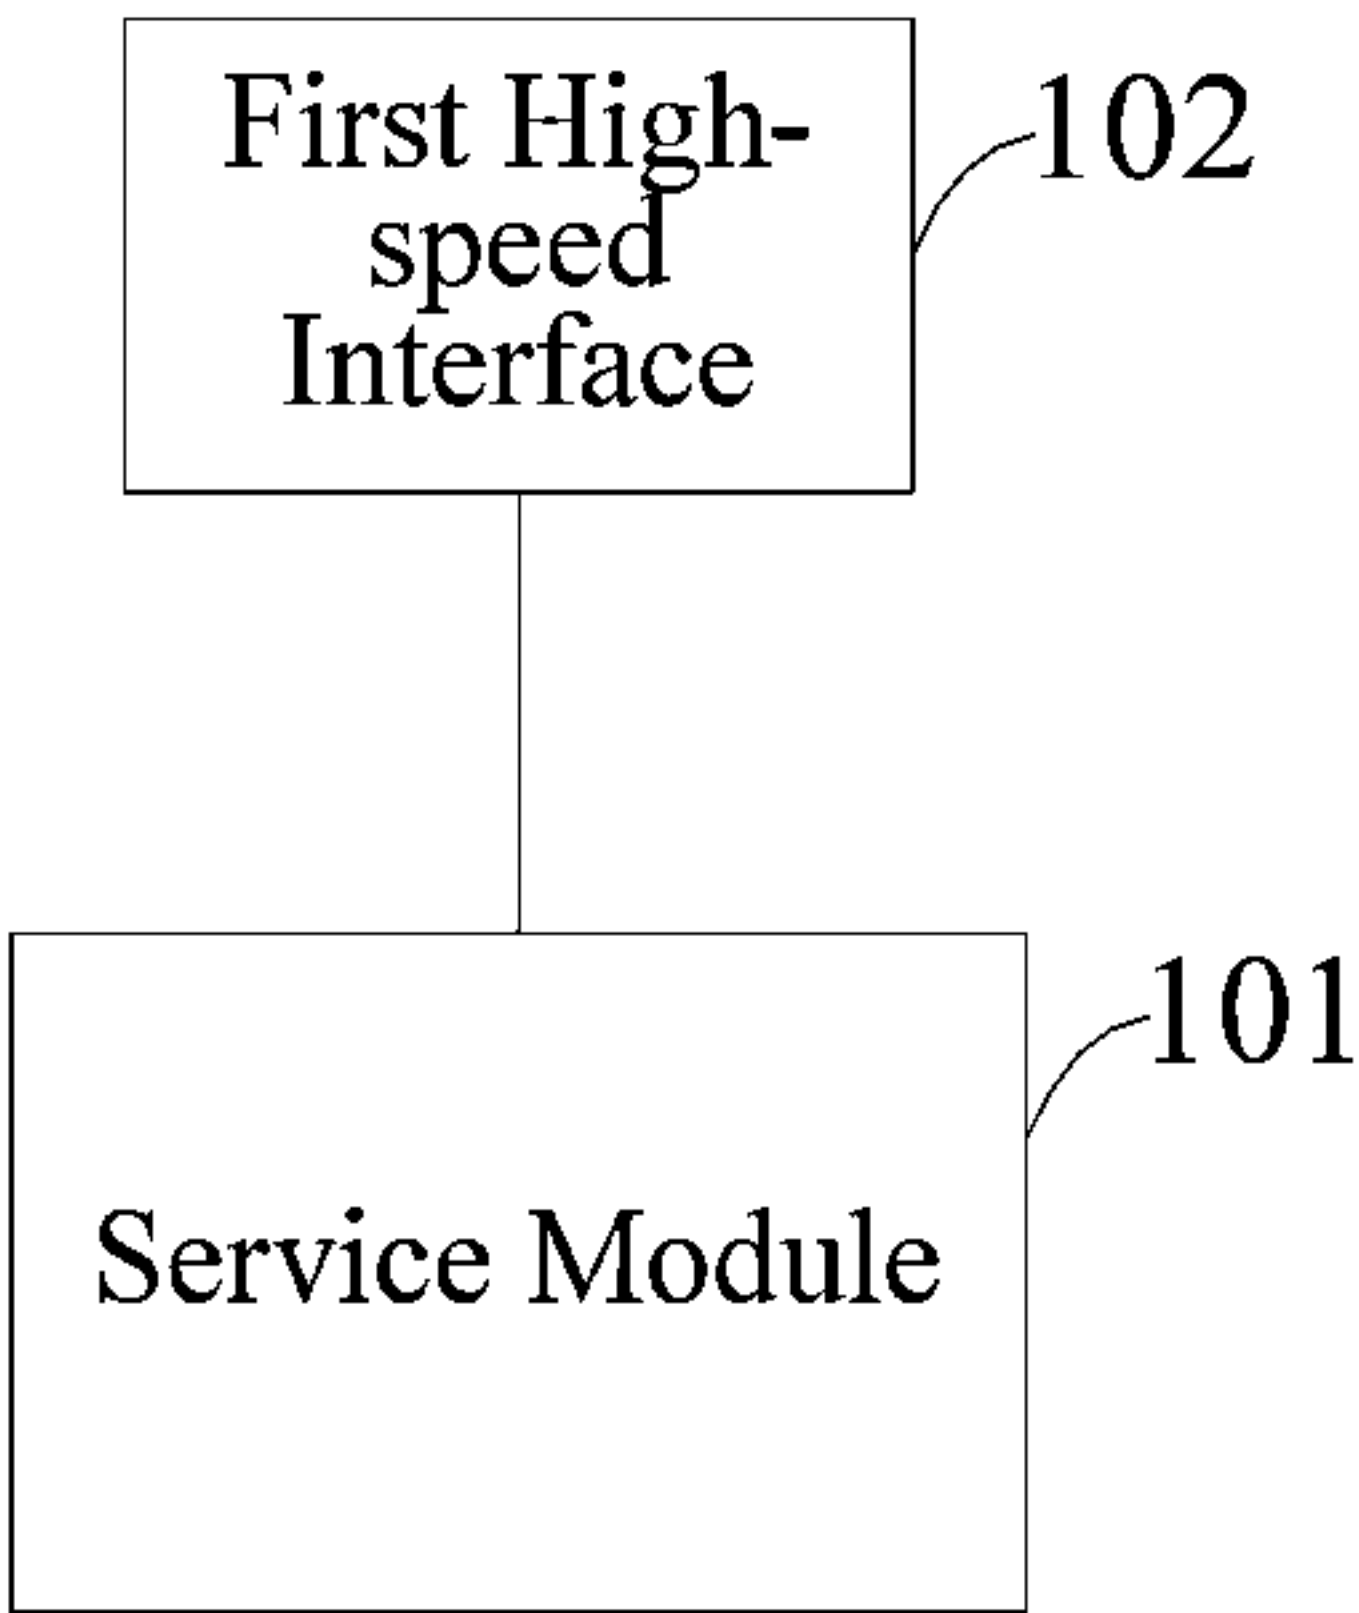 First High-
speed
Interface
102
101
Service Module